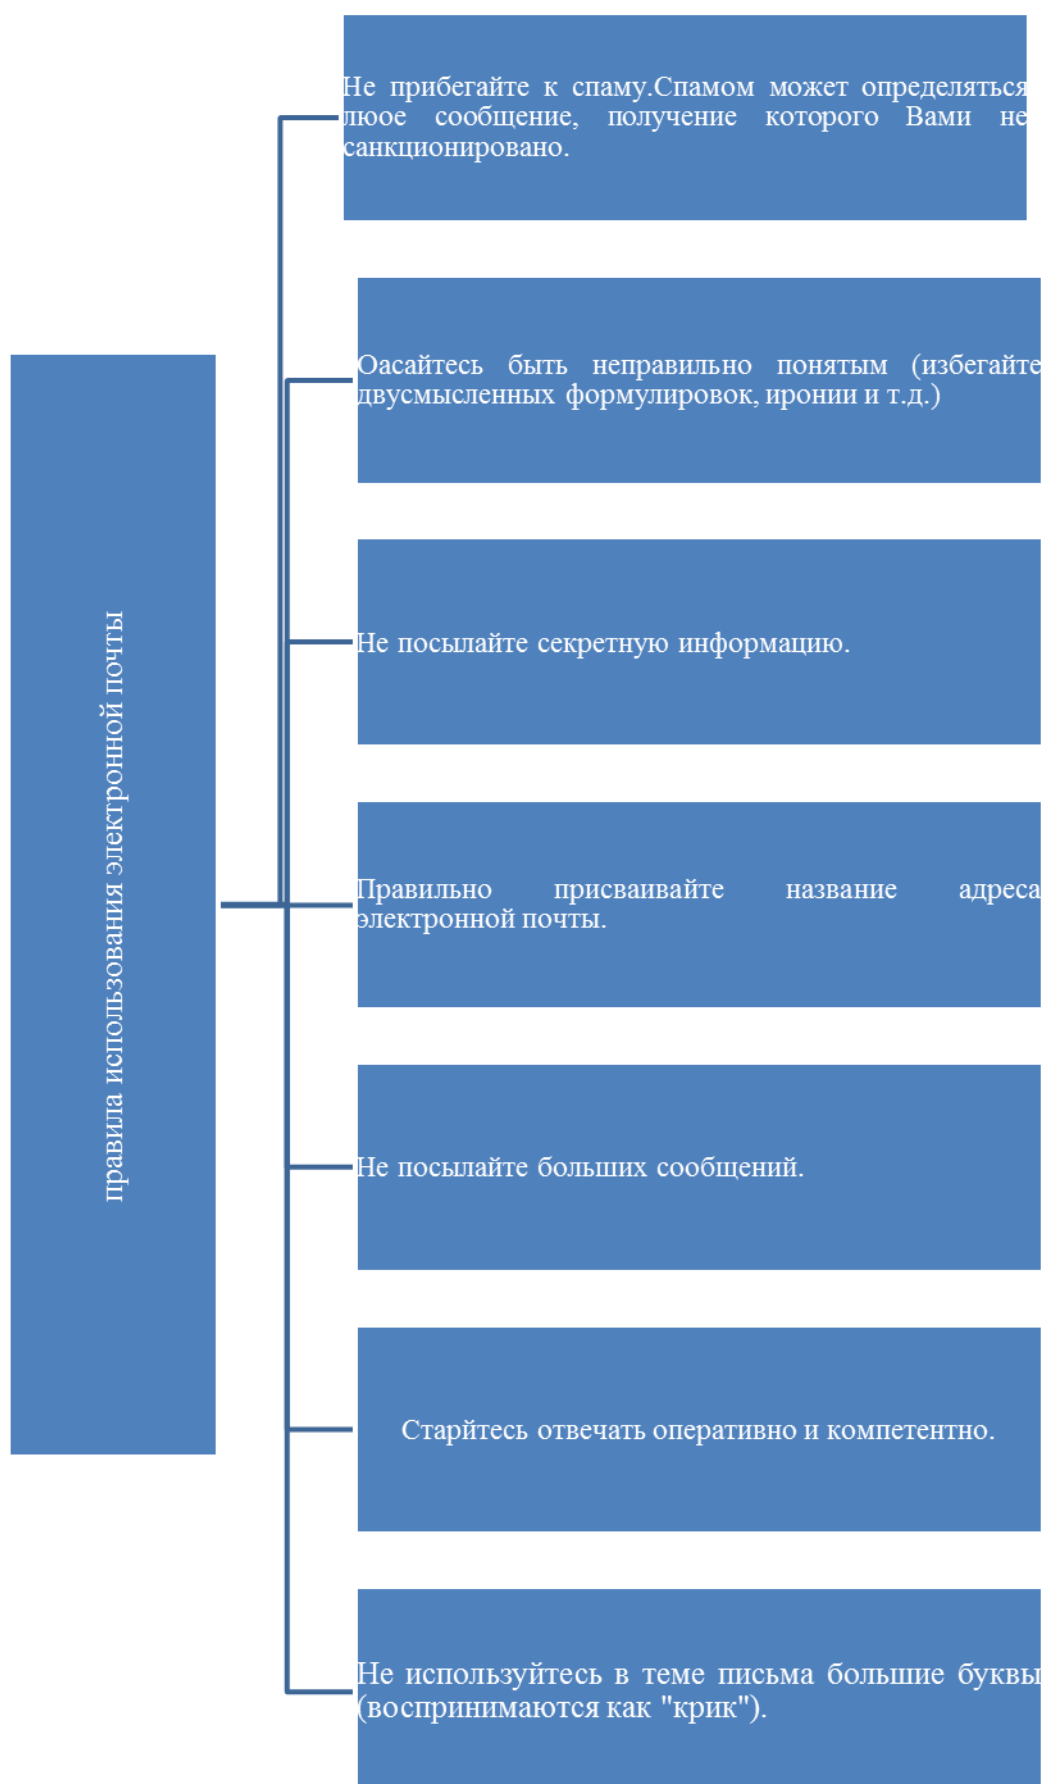 правила использования электронной почты
Не прибегайте к спаму.Спамом может определяться
люое сообщение, получение которого Вами не
санкционировано.
Оасайтесь быть неправильно понятым (избегайте
двусмысленных формулировок, иронии и т.д.)
Не посылайте секретную информацию.
Правильно присваивайте название адреса
электронной почты.
Не посылайте больших сообщений.
Старйтесь отвечать оперативно и компетентно.
Не используйтесь в теме письма большие буквы
(воспринимаются как "крик").